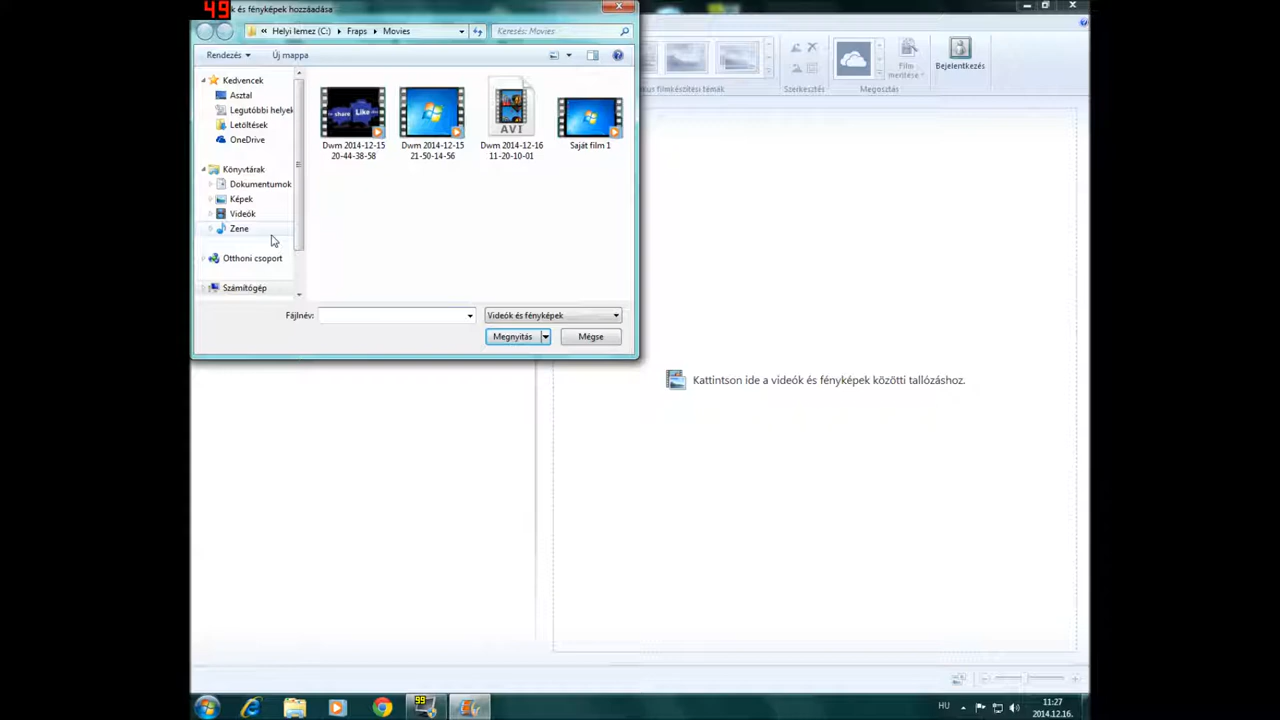 49
k és fényképek hozzáadása
« Helyi lemez (C:) Fraps Movies
Keresés: Movies
Rendezés Új mappa
Kedvencek
Asztal
Legutóbbi helyek
Letöltések
OneDrive
Könyvtárak
Dokumentumok
Képek
Videók
Zene
Otthoni csoport
Számítógép
Dwm 2014-12-15 20-44-38-58
Dwm 2014-12-15 21-50-14-56
AVI
Dwm 2014-12-16 11-20-10-01
Saját film 1
Fájlnév:
Videók és fényképek
Megnyitás
Mégse
filmkészítési témák
Szerkesztés
Film mentése
Megosztás
Bejelentkezés
Kattintson ide a videók és fényképek közötti tallózáshoz.
99
HU
11:27
2014.12.16.